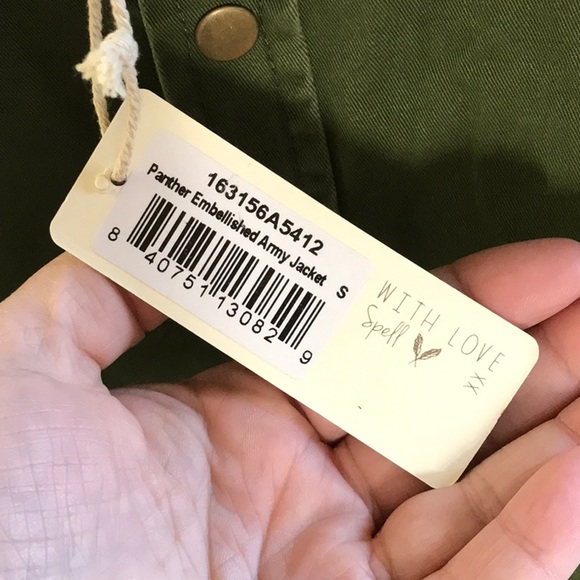 163156A5412
Panther Embellished Army Jacket S
8 40751 13082 9
WITH LOVE
Spell
xx